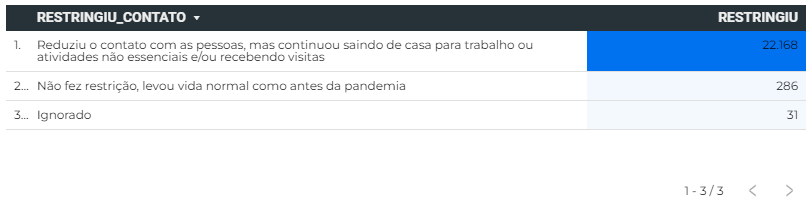 RESTRINGIU_CONTATO RESTRINGIU
1. Reduziu o contato com as pessoas, mas continuou saindo de casa para trabalho ou
atividades não essenciais e/ou recebendo visitas 22.168
2... Não fez restrição, levou vida normal como antes da pandemia 286
3... Ignorado 31
1 - 3 / 3